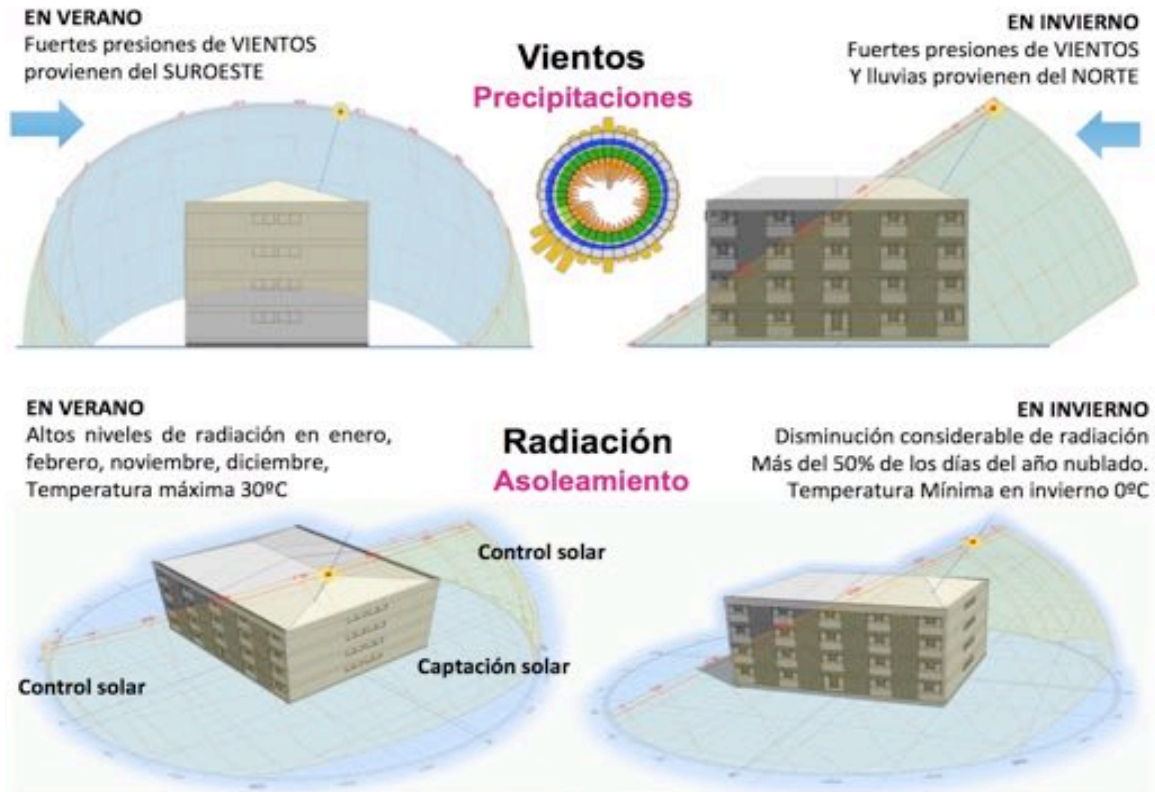 EN VERANO
Fuertes presiones de VIENTOS
provienen del SUROESTE
Vientos
Precipitaciones
EN INVIERNO
Fuertes presiones de VIENTOS
Y lluvias provienen del NORTE
EN VERANO
Altos niveles de radiación en enero,
febrero, noviembre, diciembre,
Temperatura máxima 30ºC
Radiación
Asoleamiento
EN INVIERNO
Disminución considerable de radiación
Más del 50% de los días del año nublado.
Temperatura Mínima en invierno 0ºC
Control solar
Captación solar
Control solar